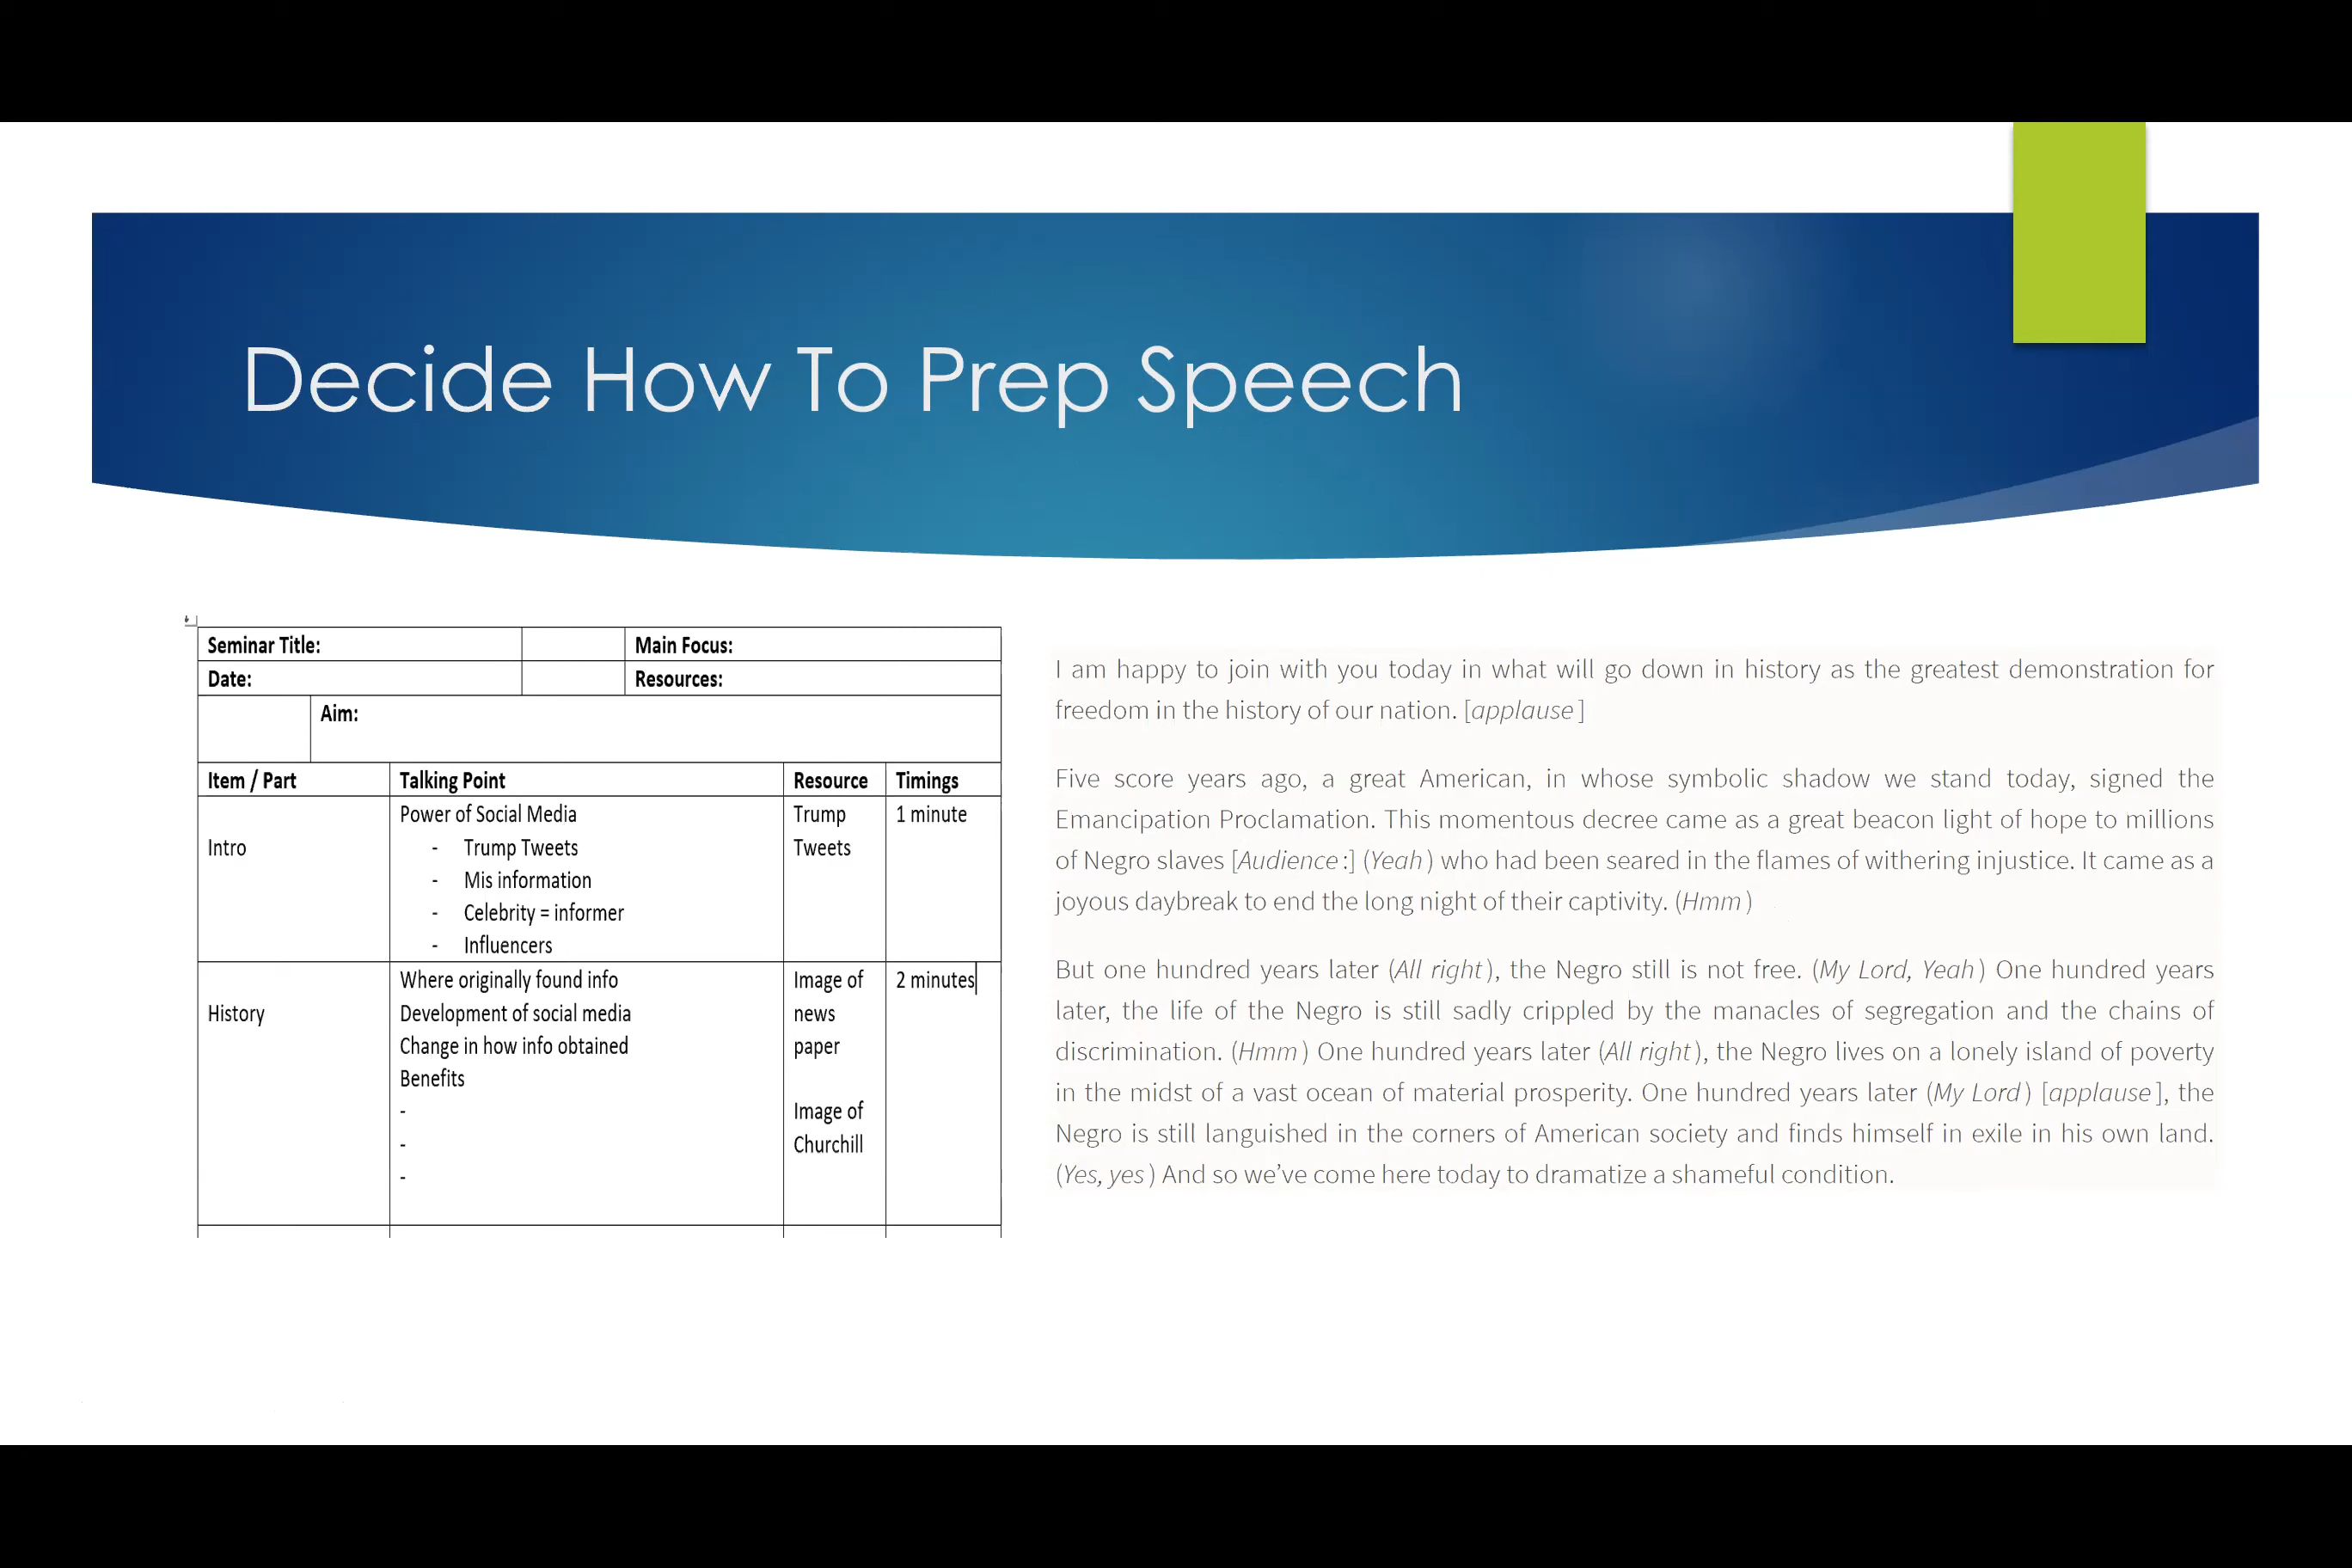 Decide How To Prep Speech
Seminar Title:
Main Focus:
Date:
Resources:
Aim:
Item / Part
Talking Point
Resource
Timings
Intro
Power of Social Media
- Trump Tweets
- Mis information
- Celebrity = informer
- Influencers
Trump
Tweets
1 minute
History
Where originally found info
Development of social media
Change in how info obtained
Benefits
-
-
-
Image of
news
paper
Image of
Churchill
2 minutes
I am happy to join with you today in what will go down in history as the greatest demonstration for
freedom in the history of our nation. [applause]
Five score years ago, a great American, in whose symbolic shadow we stand today, signed the
Emancipation Proclamation. This momentous decree came as a great beacon light of hope to millions
of Negro slaves [Audience:] (Yeah) who had been seared in the flames of withering injustice. It came as a
joyous daybreak to end the long night of their captivity. (Hmm)
But one hundred years later (All right), the Negro still is not free. (My Lord, Yeah) One hundred years
later, the life of the Negro is still sadly crippled by the manacles of segregation and the chains of
discrimination. (Hmm) One hundred years later (All right), the Negro lives on a lonely island of poverty
in the midst of a vast ocean of material prosperity. One hundred years later (My Lord) [applause], the
Negro is still languished in the corners of American society and finds himself in exile in his own land.
(Yes, yes) And so we’ve come here today to dramatize a shameful condition.